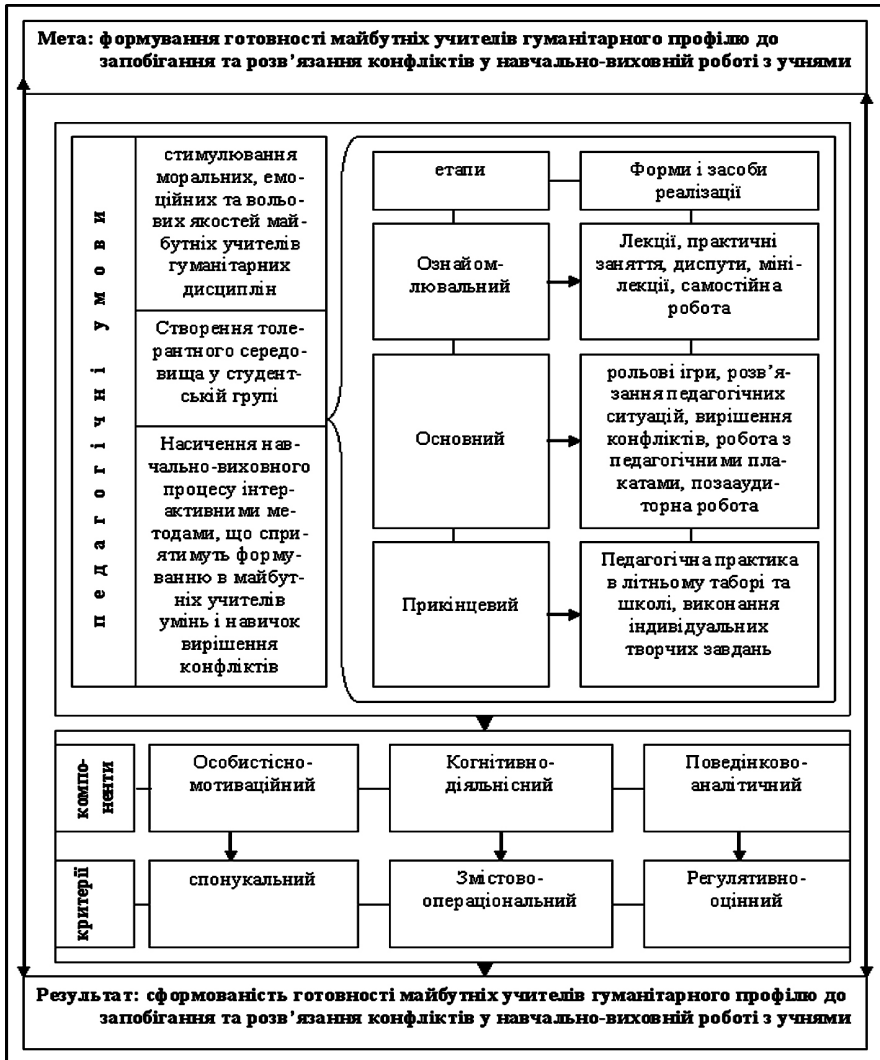 Мета: формування готовності майбутніх учителів гуманітарного профілю до
запобігання та розв’язання конфліктів у навчально-виховній роботі з учнями
педагогічні умови
стимулювання
моральних, емо-
ційних та вольо-
вих якостей май-
бутніх учителів
гуманітарних
дисциплін
Створення толе-
рантного середо-
вища у студент-
ській групі
Насичення нав-
чально-виховного
процесу інтер-
активними ме-
тодами, що спри-
ятимуть форму-
ванню в майбут-
ніх учителів
умінь і навичок
вирішення
конфліктів
етапи
Форми і засоби
реалізації
Ознайом-
лювальний
Лекції, практичні
заняття, диспути, міні-
лекції, самостійна
робота
Основний
рольові ігри, розв’я-
зання педагогічних
ситуацій, вирішення
конфліктів, робота з
педагогічними пла-
катами, позаауди-
торна робота
Прикінцевий
Педагогічна практика
в літньому таборі та
школі, виконання
індивідуальних
творчих завдань
компо-
ненти
Особистісно-
мотиваційний
Когнітивно-
діяльнісний
Поведінково-
аналітичний
критерії
спонукальний
Змістово-
операціональний
Регулятивно-
оцінний
Результат: сформованість готовності майбутніх учителів гуманітарного профілю до
запобігання та розв’язання конфліктів у навчально-виховній роботі з учнями